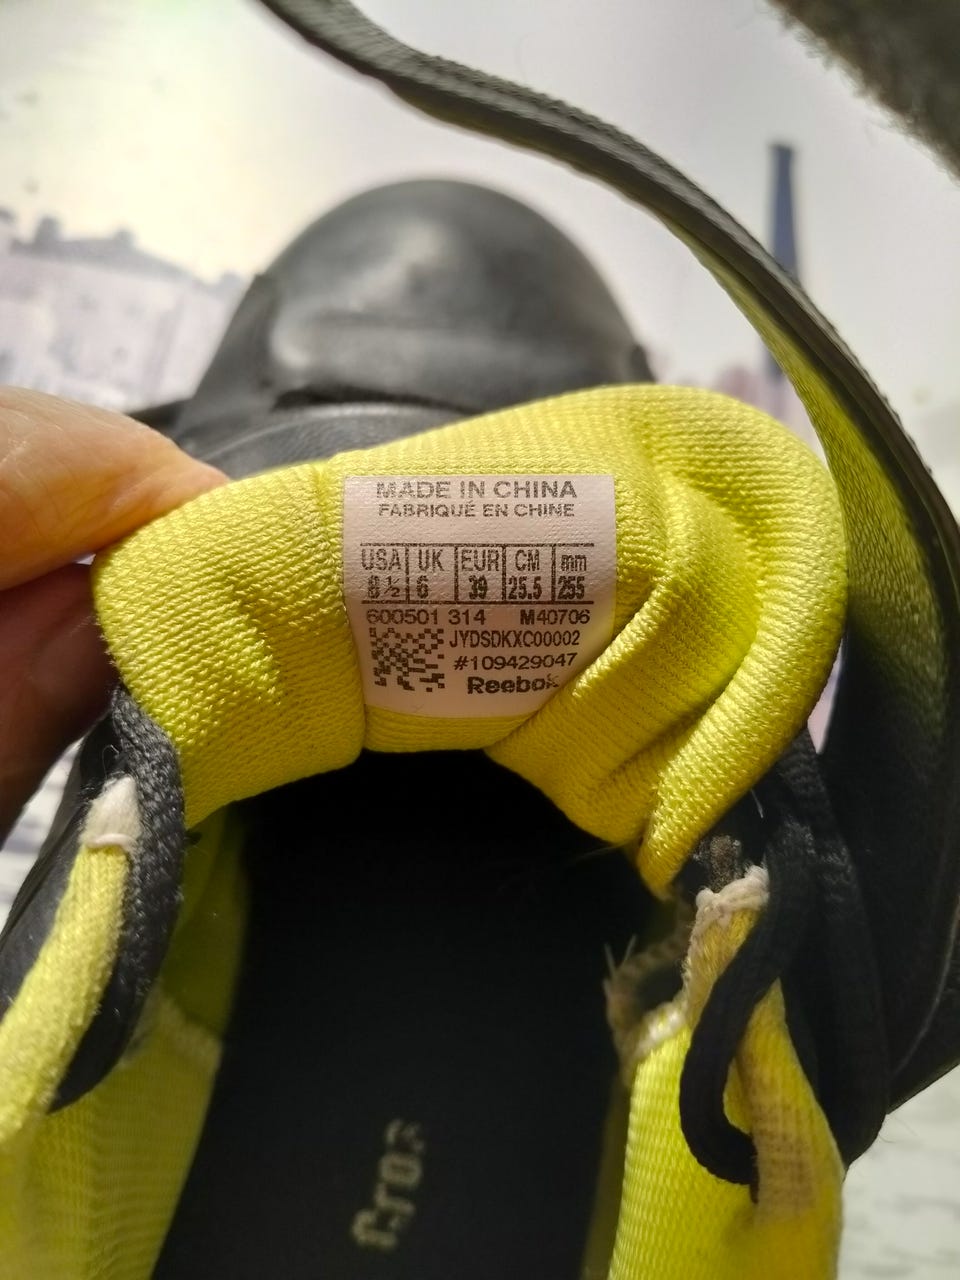 MADE IN CHINA
FABRIQUÉ EN CHINE
USA UK EUR CM mm
8 ½ 6 39 25.5 255
600501 314 M40706
JYDSDKXC00002
#109429047
Reebok